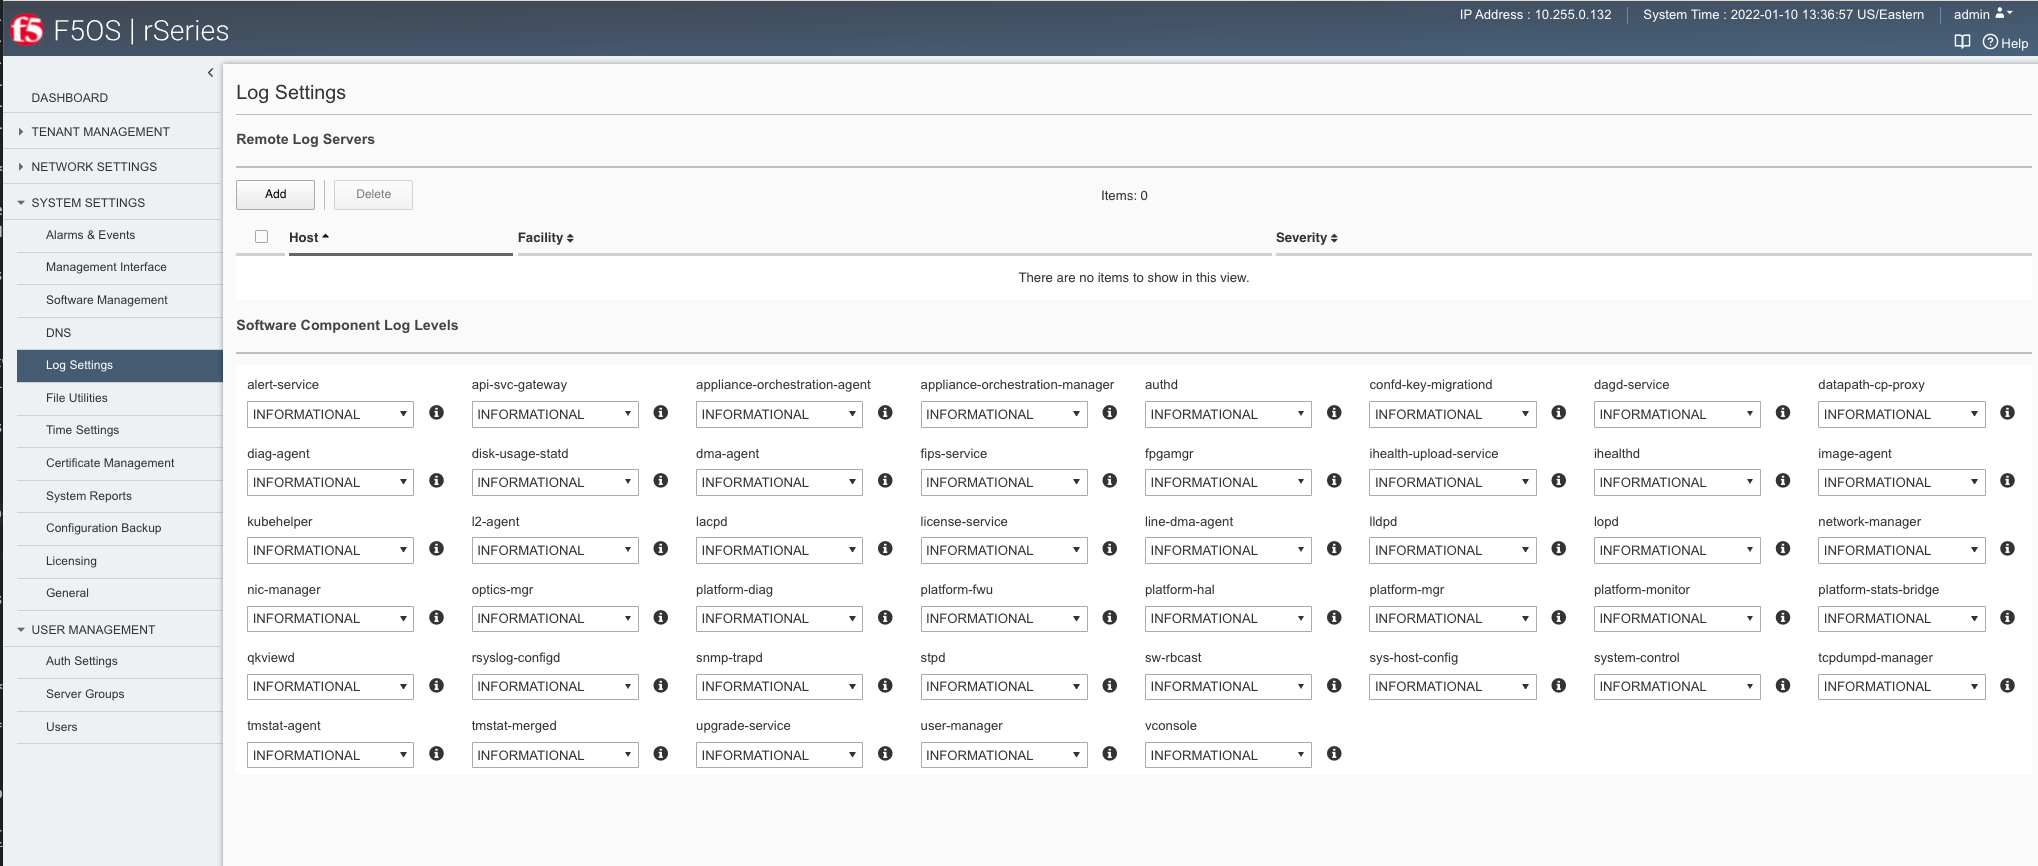 f5 F5OS | rSeries
IP Address : 10.255.0.132
System Time : 2022-01-10 13:36:57 US/Eastern
admin
Help
DASHBOARD
TENANT MANAGEMENT
NETWORK SETTINGS
SYSTEM SETTINGS
Alarms & Events
Management Interface
Software Management
DNS
Log Settings
File Utilities
Time Settings
Certificate Management
System Reports
Configuration Backup
Licensing
General
USER MANAGEMENT
Auth Settings
Server Groups
Users
Log Settings
Remote Log Servers
Add Delete Items: 0
Host Facility Severity
There are no items to show in this view.
Software Component Log Levels
alert-service api-svc-gateway appliance-orchestration-agent appliance-orchestration-manager authd confd-key-migrationd dagd-service datapath-cp-proxy
INFORMATIONAL INFORMATIONAL INFORMATIONAL INFORMATIONAL INFORMATIONAL INFORMATIONAL INFORMATIONAL INFORMATIONAL
diag-agent disk-usage-statd dma-agent fips-service fpgamgr ihealth-upload-service ihealthd image-agent
INFORMATIONAL INFORMATIONAL INFORMATIONAL INFORMATIONAL INFORMATIONAL INFORMATIONAL INFORMATIONAL INFORMATIONAL
kubehelper l2-agent lacpd license-service line-dma-agent lldpd lopd network-manager
INFORMATIONAL INFORMATIONAL INFORMATIONAL INFORMATIONAL INFORMATIONAL INFORMATIONAL INFORMATIONAL INFORMATIONAL
nic-manager optics-mgr platform-diag platform-fwu platform-hal platform-mgr platform-monitor platform-stats-bridge
INFORMATIONAL INFORMATIONAL INFORMATIONAL INFORMATIONAL INFORMATIONAL INFORMATIONAL INFORMATIONAL INFORMATIONAL
qkviewd rsyslog-configd snmp-trapd stpd sw-rbcast sys-host-config system-control tcpdumpd-manager
INFORMATIONAL INFORMATIONAL INFORMATIONAL INFORMATIONAL INFORMATIONAL INFORMATIONAL INFORMATIONAL INFORMATIONAL
tmstat-agent tmstat-merged upgrade-service user-manager vconsole
INFORMATIONAL INFORMATIONAL INFORMATIONAL INFORMATIONAL INFORMATIONAL